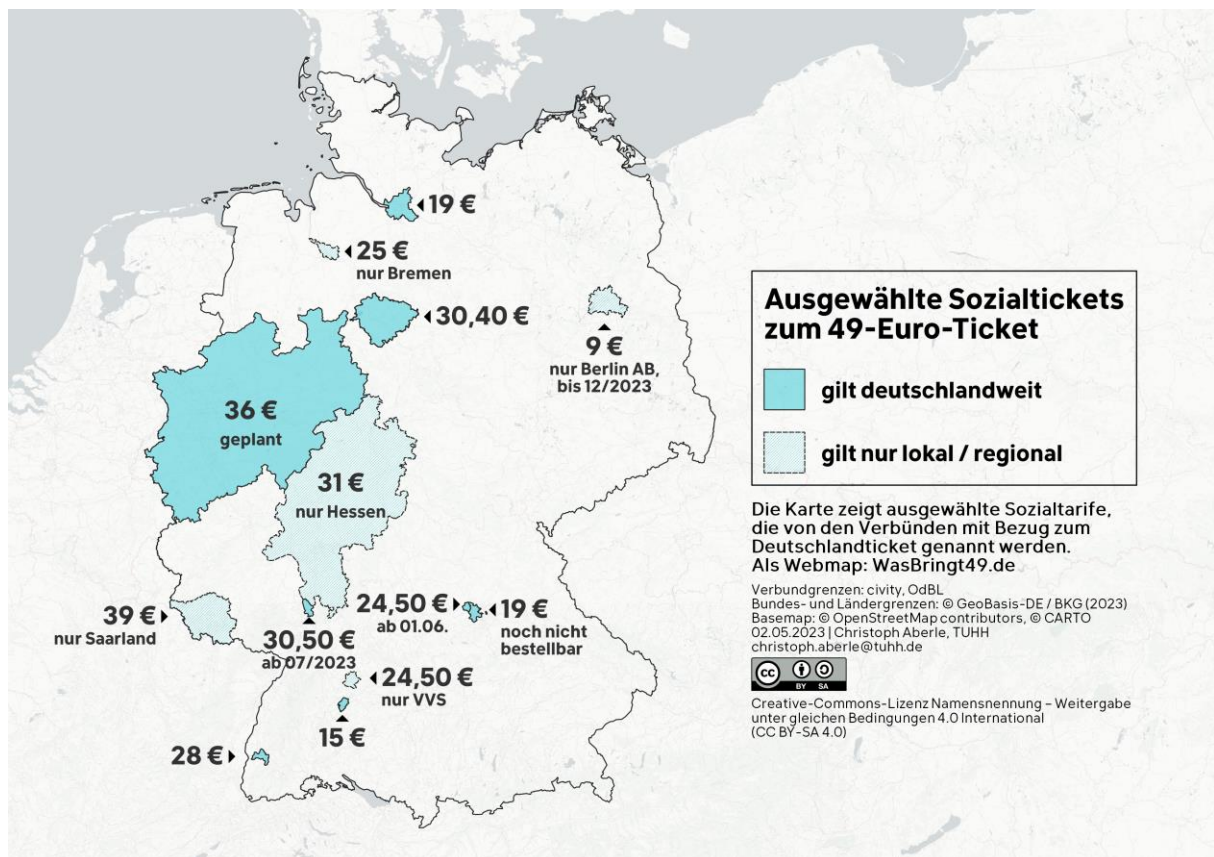 19 €
25 €
nur Bremen
30,40 €
9 €
nur Berlin AB,
bis 12/2023
36 €
geplant
31 €
nur Hessen
39 €
nur Saarland
30,50 €
ab 07/2023
24,50 €
ab 01.06.
19 €
noch nicht
bestellbar
24,50 €
nur VVS
15 €
28 €
Ausgewählte Sozialtickets
zum 49-Euro-Ticket
gilt deutschlandweit
gilt nur lokal / regional
Die Karte zeigt ausgewählte Sozialtarife,
die von den Verbünden mit Bezug zum
Deutschlandticket genannt werden.
Als Webmap: WasBringt49.de
Verbundgrenzen: civity, OdBL
Bundes- und Ländergrenzen: © GeoBasis-DE / BKG (2023)
Basemap: © OpenStreetMap contributors, © CARTO
02.05.2023 | Christoph Aberle, TUHH
christoph.aberle@tuhh.de
cc
BY SA
Creative-Commons-Lizenz Namensnennung – Weitergabe
unter gleichen Bedingungen 4.0 International
(CC BY-SA 4.0)